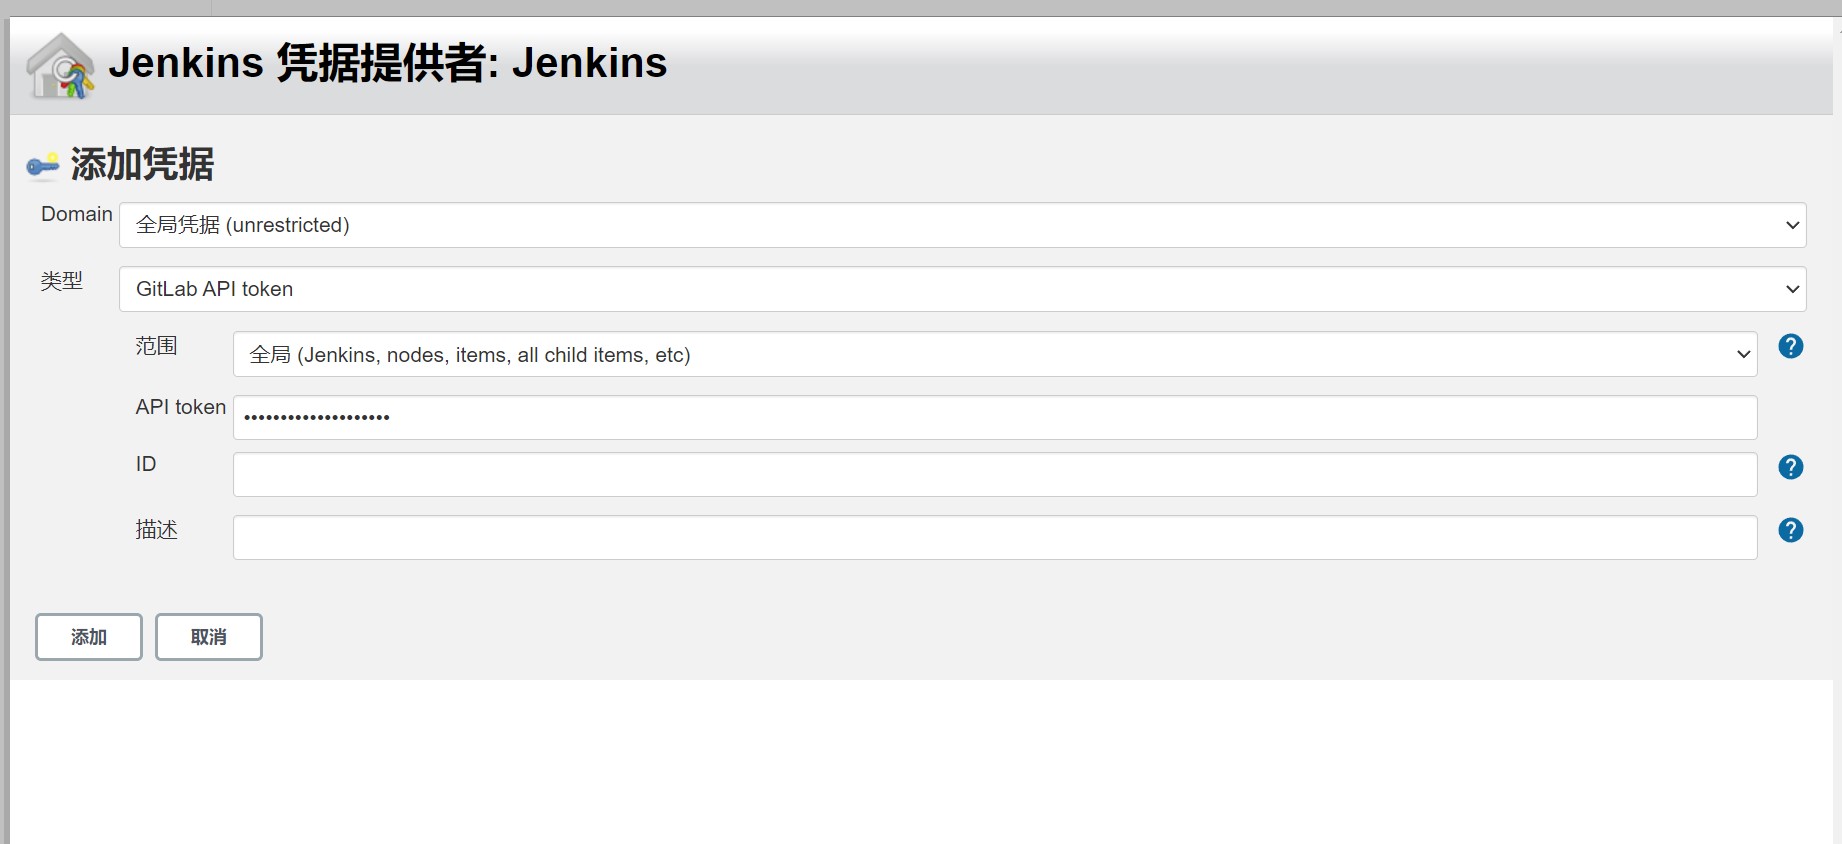 Jenkins 凭据提供者: Jenkins
添加凭据
Domain
全局凭据 (unrestricted)
类型
GitLab API token
范围
全局 (Jenkins, nodes, items, all child items, etc)
API token
••••••••••••••••••••
ID
描述
添加
取消